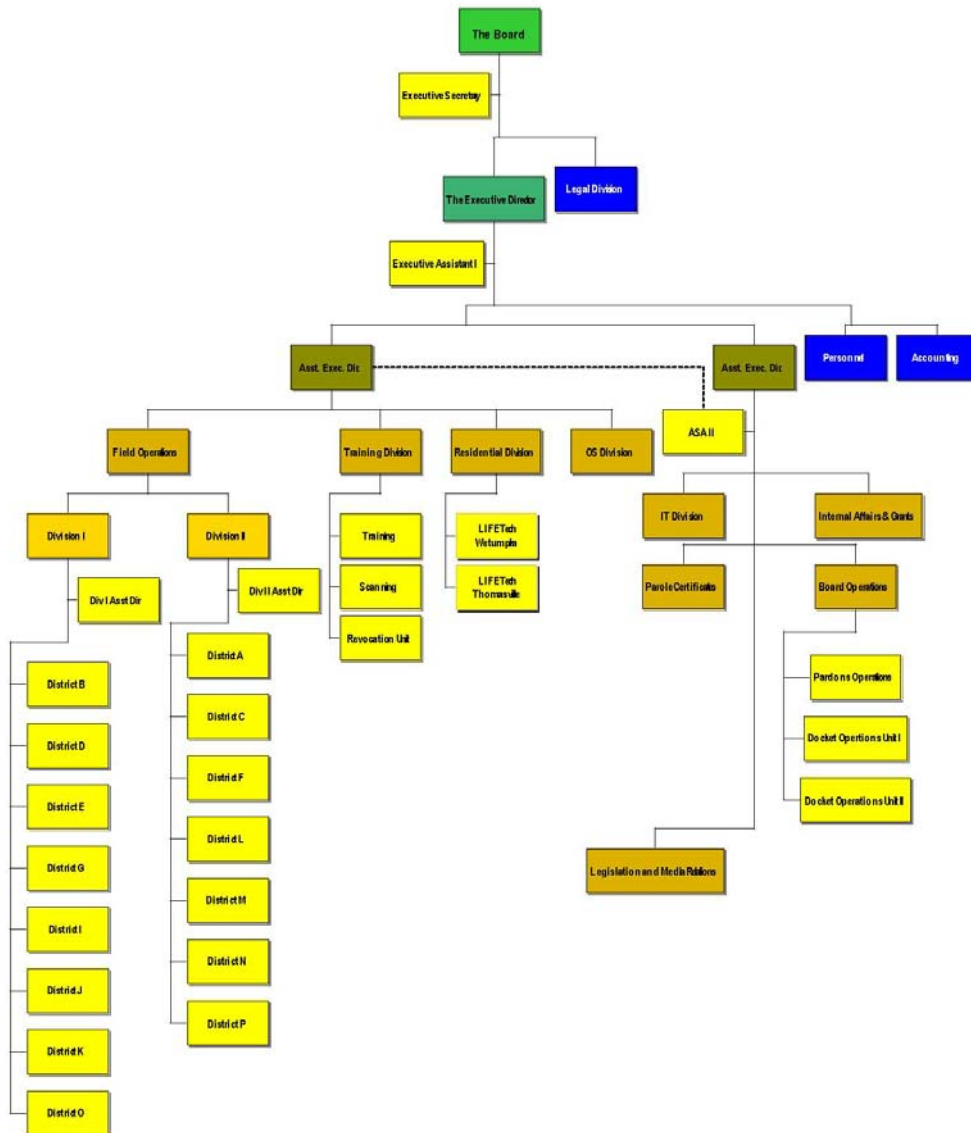 The Board
Executive Secretary
Legal Division
The Executive Director
Executive Assistant I
Personnel
Accounting
Asst. Exec. Dir.
Asst. Exec. Dir.
ASA II
Field Operations
Training Division
Residential Division
OS Division
IT Division
Internal Affairs & Grants
Division I
Division II
Training
LIFETech
Wetumpka
Div I Asst Dir
Div II Asst Dir
Scanning
LIFETech
Thomasville
Parole Certificates
Board Operations
Revocation Unit
District A
District B
Pardons Operations
District C
District D
Docket Opertions Unit I
District F
District E
Docket Operations Unit II
District L
District G
Legislation and Media Relations
District M
District I
District N
District J
District P
District K
District O